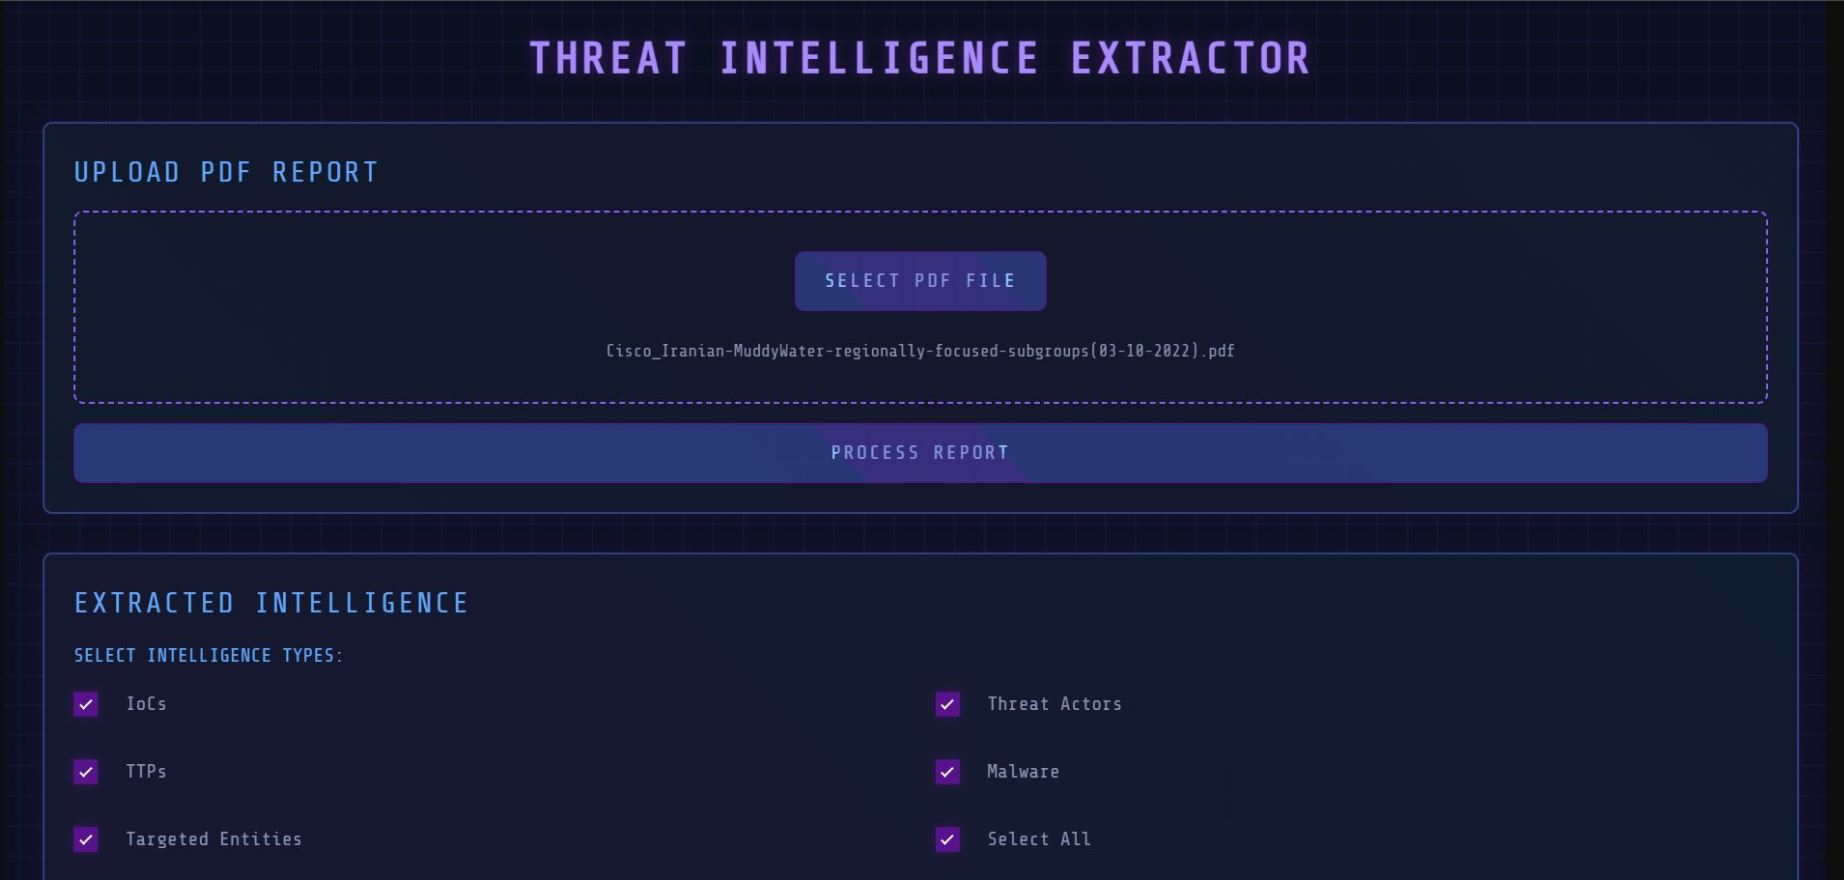 THREAT INTELLIGENCE EXTRACTOR
UPLOAD PDF REPORT
SELECT PDF FILE
Cisco_Iranian-MuddyWater-regionally-focused-subgroups(03-10-2022).pdf
PROCESS REPORT
EXTRACTED INTELLIGENCE
SELECT INTELLIGENCE TYPES:
IoCs
Threat Actors
TTPs
Malware
Targeted Entities
Select All